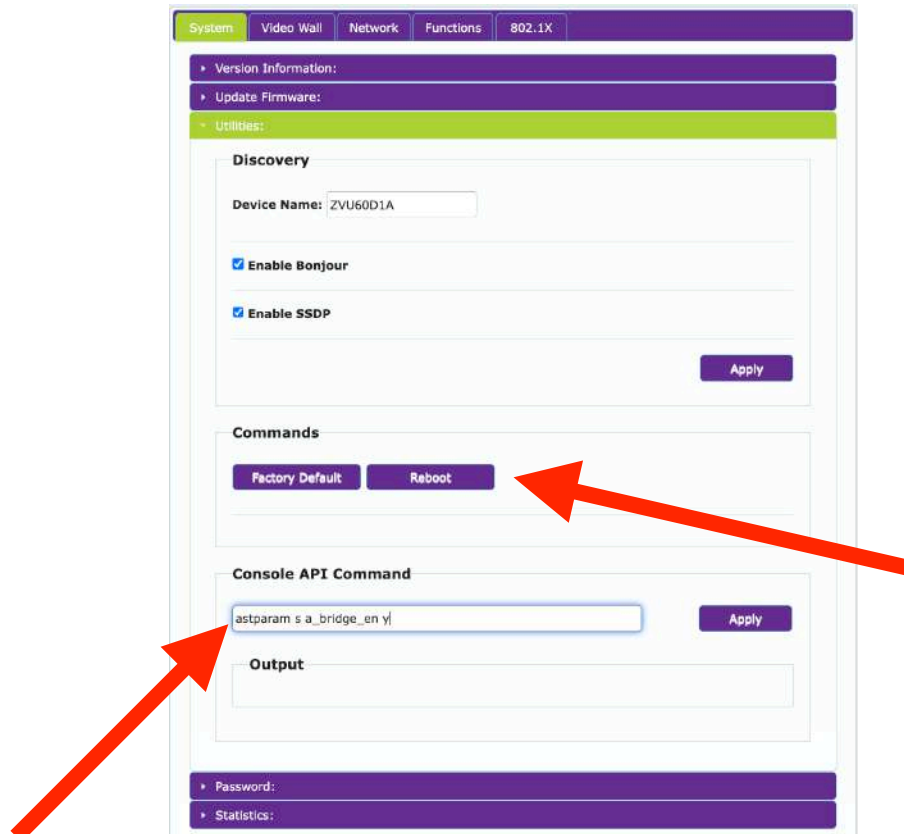 System Video Wall Network Functions 802.1X
Version Information:
Update Firmware:
Utilities:
Discovery
Device Name: ZVU60D1A
Enable Bonjour
Enable SSDP
Apply
Commands
Factory Default Reboot
Console API Command
astparam s a_bridge_en y Apply
Output
Password:
Statistics: